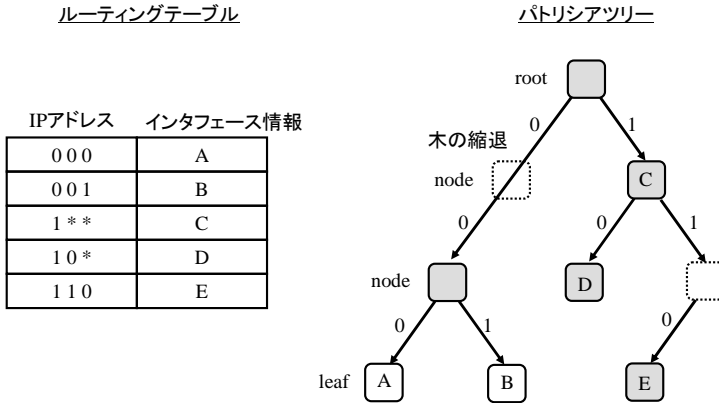 ルーティングテーブル
パトリシアツリー
IPアドレス インタフェース情報
0 0 0 A
0 0 1 B
1 * * C
1 0 * D
1 1 0 E
root
0 1
木の縮退
node
C
0 0 1
node
D
0 1 0
leaf A B E